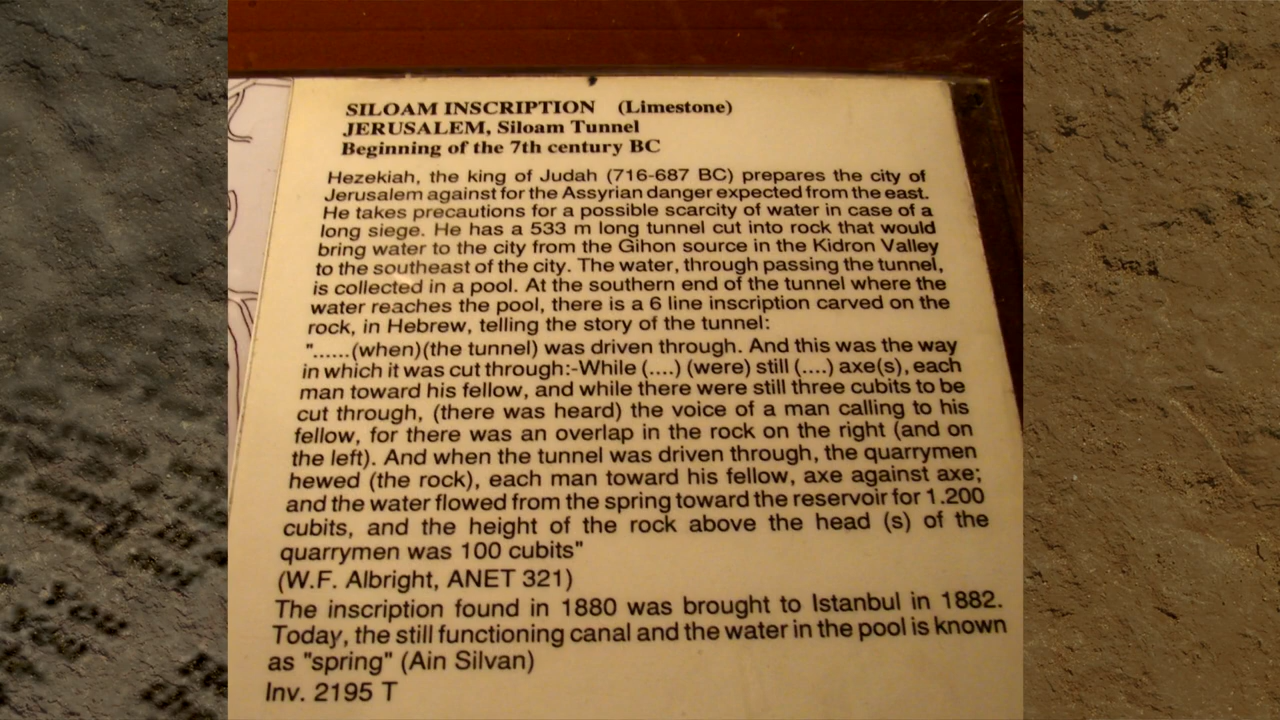 SILOAM INSCRIPTION (Limestone)
JERUSALEM, Siloam Tunnel
Beginning of the 7th century BC
Hezekiah, the king of Judah (716-687 BC) prepares the city of
Jerusalem against for the Assyrian danger expected from the east.
He takes precautions for a possible scarcity of water in case of a
long siege. He has a 533 m long tunnel cut into rock that would
bring water to the city from the Gihon source in the Kidron Valley
to the southeast of the city. The water, through passing the tunnel,
is collected in a pool. At the southern end of the tunnel where the
water reaches the pool, there is a 6 line inscription carved on the
rock, in Hebrew, telling the story of the tunnel:
"......(when)(the tunnel) was driven through. And this was the way
in which it was cut through:-While (....) (were) still (....) axe(s), each
man toward his fellow, and while there were still three cubits to be
cut through, (there was heard) the voice of a man calling to his
fellow, for there was an overlap in the rock on the right (and on
the left). And when the tunnel was driven through, the quarrymen
hewed (the rock), each man toward his fellow, axe against axe;
and the water flowed from the spring toward the reservoir for 1.200
cubits, and the height of the rock above the head (s) of the
quarrymen was 100 cubits"
(W.F. Albright, ANET 321)
The inscription found in 1880 was brought to Istanbul in 1882.
Today, the still functioning canal and the water in the pool is known
as "spring" (Ain Silvan)
Inv. 2195 T
you